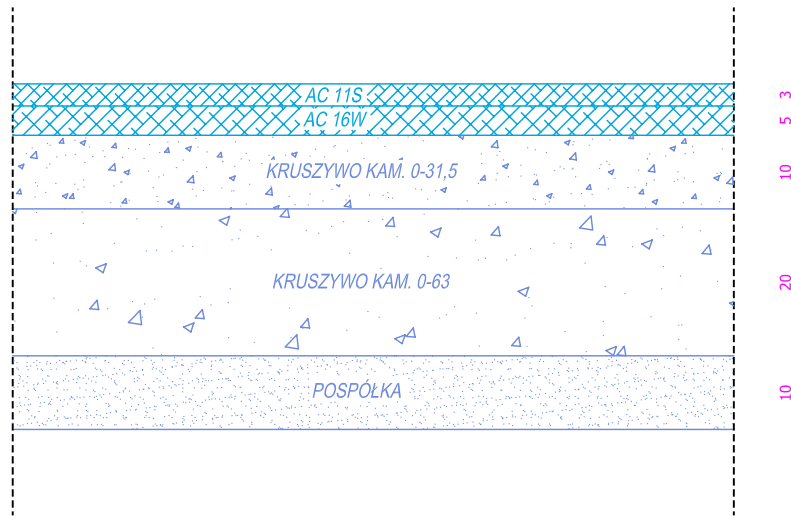 AC 11S
3
AC 16W
5
KRUSZYWO KAM. 0-31,5
10
KRUSZYWO KAM. 0-63
20
POSPÓŁKA
10